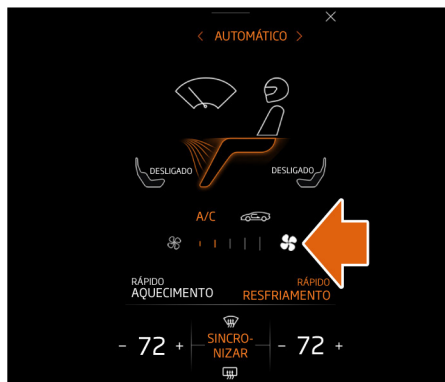 < AUTOMÁTICO >
DESLIGADO
DESLIGADO
A/C
RÁPIDO
AQUECIMENTO
RÁPIDO
RESFRIAMENTO
- 72 +
SINCRO-
NIZAR
- 72 +